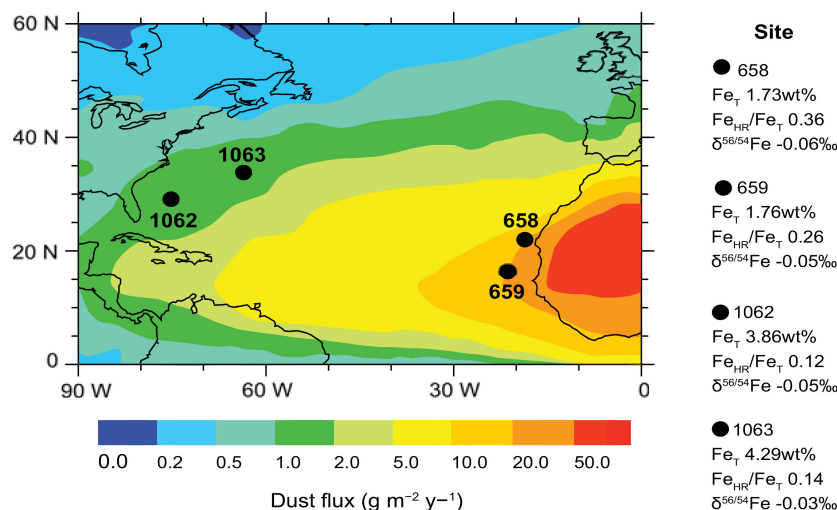 60 N
40 N
20 N
0
90 W
60 W
30 W
0
1063
1062
658
659
0.0
0.2
0.5
1.0
2.0
5.0
10.0
20.0
50.0
Dust flux (g m⁻² y−¹)
Site
658
Fe_T 1.73wt%
Fe_HR/Fe_T 0.36
δ⁵⁶/⁵⁴Fe -0.06‰
659
Fe_T 1.76wt%
Fe_HR/Fe_T 0.26
δ⁵⁶/⁵⁴Fe -0.05‰
1062
Fe_T 3.86wt%
Fe_HR/Fe_T 0.12
δ⁵⁶/⁵⁴Fe -0.05‰
1063
Fe_T 4.29wt%
Fe_HR/Fe_T 0.14
δ⁵⁶/⁵⁴Fe -0.03‰